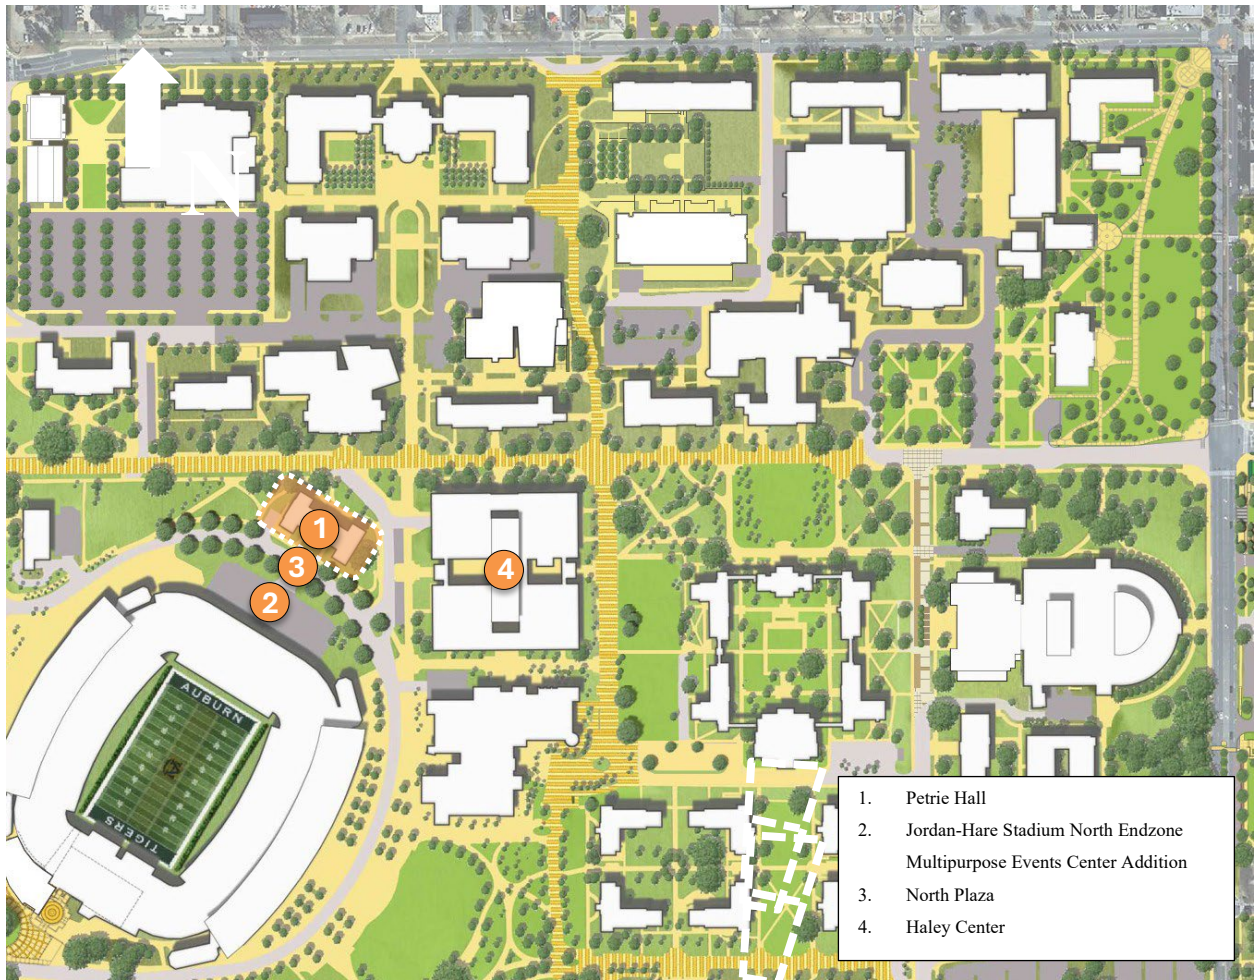 N
1
3
4
2
AUBURN
AU
TIGERS
1. Petrie Hall
2. Jordan-Hare Stadium North Endzone
Multipurpose Events Center Addition
3. North Plaza
4. Haley Center